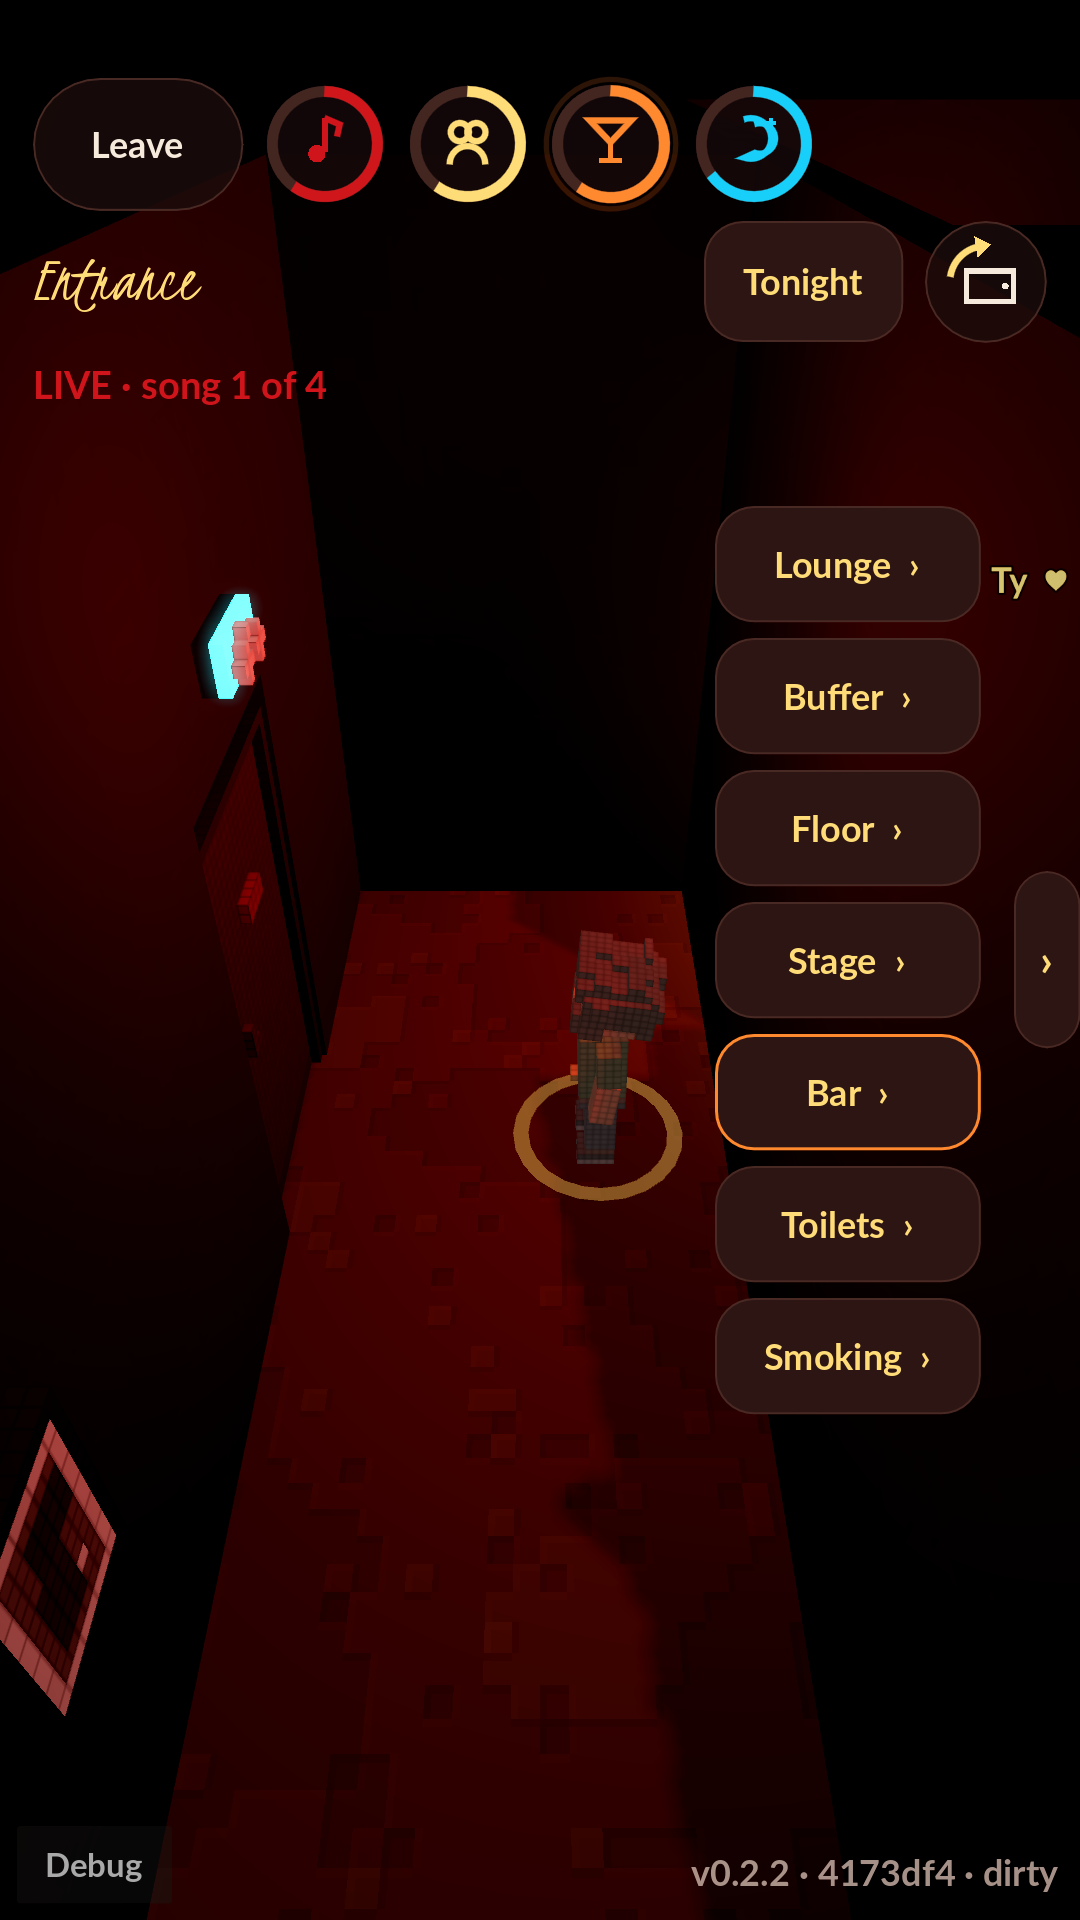 Leave
Entrance
Tonight
LIVE · song 1 of 4
Lounge ›
Ty ♥
Buffer ›
Floor ›
Stage ›
›
Bar ›
Toilets ›
Smoking ›
Debug
v0.2.2 · 4173df4 · dirty